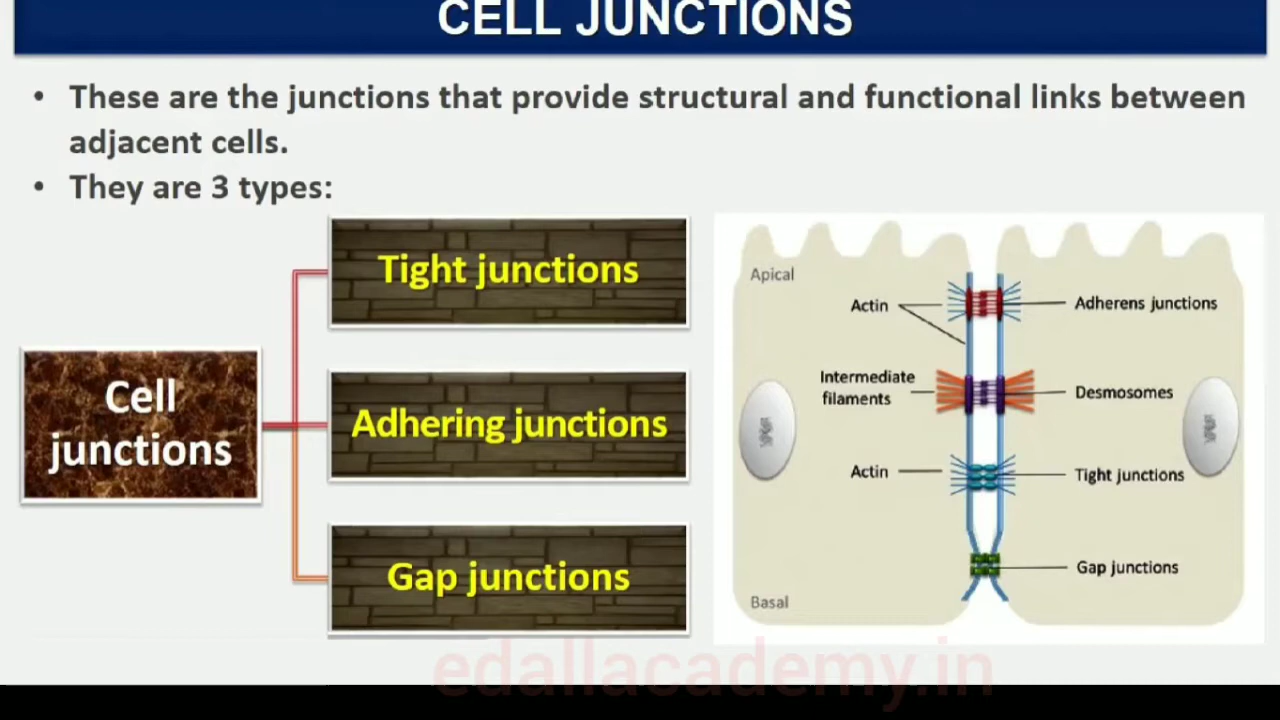 CELL JUNCTIONS
• These are the junctions that provide structural and functional links between
adjacent cells.
• They are 3 types:
Cell
junctions
Tight junctions
Adhering junctions
Gap junctions
Apical
Actin
Adherens junctions
Intermediate
filaments
Desmosomes
Actin
Tight junctions
Gap junctions
Basal
edallacademy.in